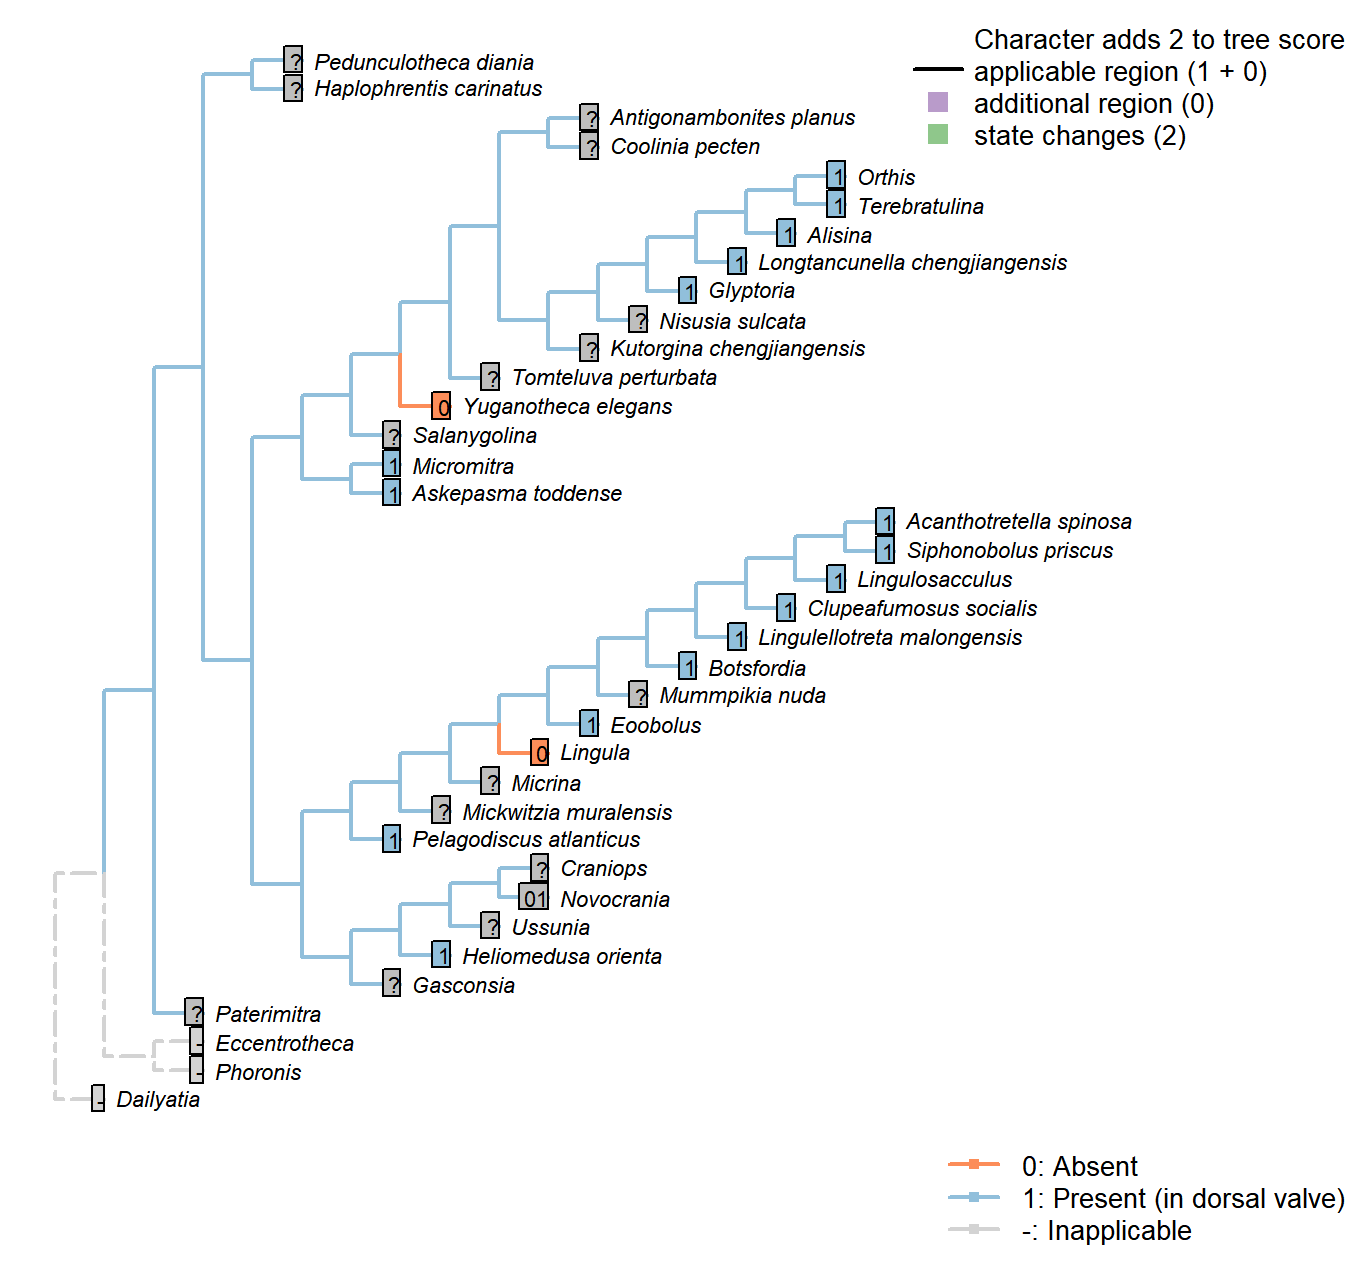 Character adds 2 to tree score
applicable region (1 + 0)
additional region (0)
state changes (2)
? Pedunculotheca diania
? Haplophrentis carinatus
? Antigonambonites planus
? Coolinia pecten
1 Orthis
1 Terebratulina
1 Alisina
1 Longtancunella chengjiangensis
1 Glyptoria
? Nisusia sulcata
? Kutorgina chengjiangensis
? Tomteluva perturbata
0 Yuganotheca elegans
? Salanygolina
1 Micromitra
1 Askepasma toddense
1 Acanthotretella spinosa
1 Siphonobolus priscus
1 Lingulosacculus
1 Clupeafumosus socialis
1 Lingulellotreta malongensis
1 Botsfordia
? Mummpikia nuda
1 Eoobolus
0 Lingula
? Micrina
? Mickwitzia muralensis
1 Pelagodiscus atlanticus
? Craniops
01 Novocrania
? Ussunia
1 Heliomedusa orienta
? Gasconsia
? Paterimitra
- Eccentrotheca
- Phoronis
- Dailyatia
0: Absent
1: Present (in dorsal valve)
-: Inapplicable